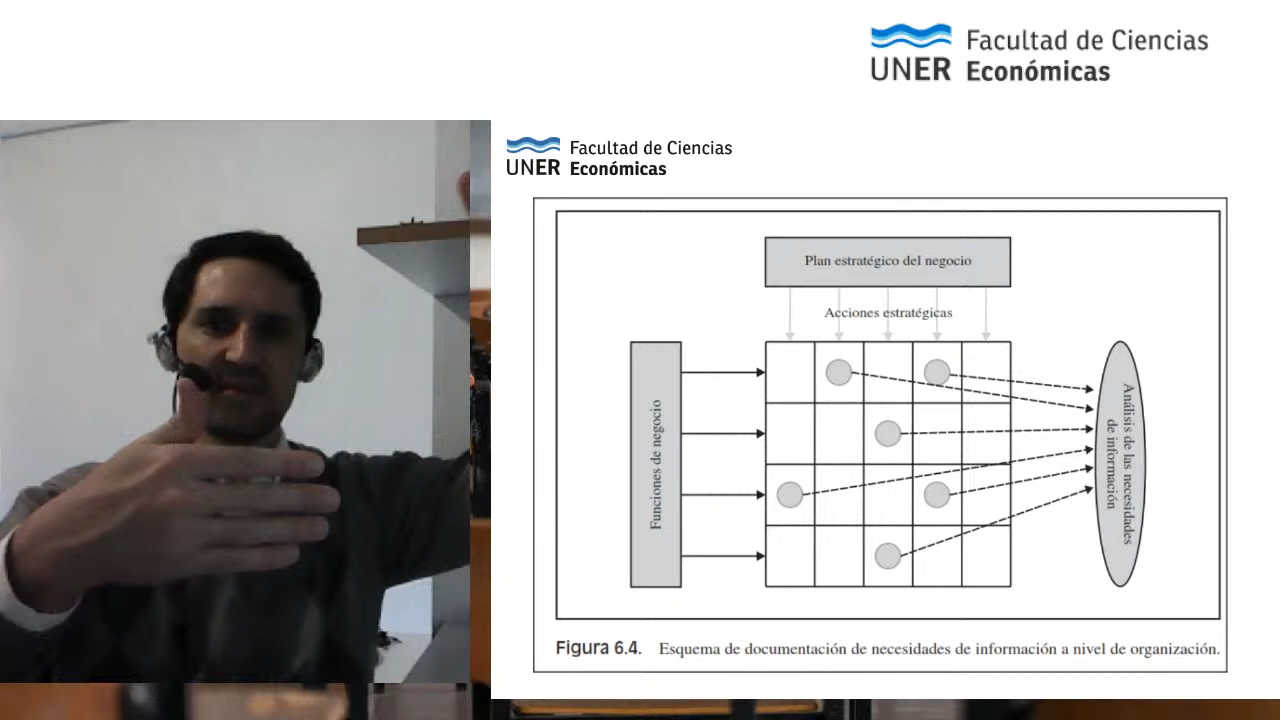 Facultad de Ciencias
UNER Económicas
Facultad de Ciencias
UNER Económicas
Plan estratégico del negocio
Acciones estratégicas
Funciones de negocio
Análisis de las necesidades
de información
Figura 6.4. Esquema de documentación de necesidades de información a nivel de organización.